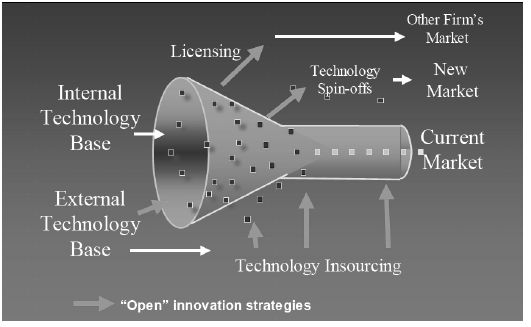 Other Firm's
Market
Licensing
Technology
Spin-offs
New
Market
Internal
Technology
Base
Current
Market
External
Technology
Base
Technology Insourcing
"Open" innovation strategies